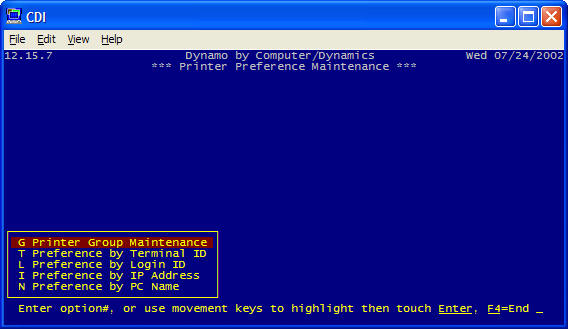 CDI
File Edit View Help
12.15.7 Dynamo by Computer/Dynamics Wed 07/24/2002
*** Printer Preference Maintenance ***
G Printer Group Maintenance
T Preference by Terminal ID
L Preference by Login ID
I Preference by IP Address
N Preference by PC Name
Enter option#, or use movement keys to highlight then touch Enter, F4=End _